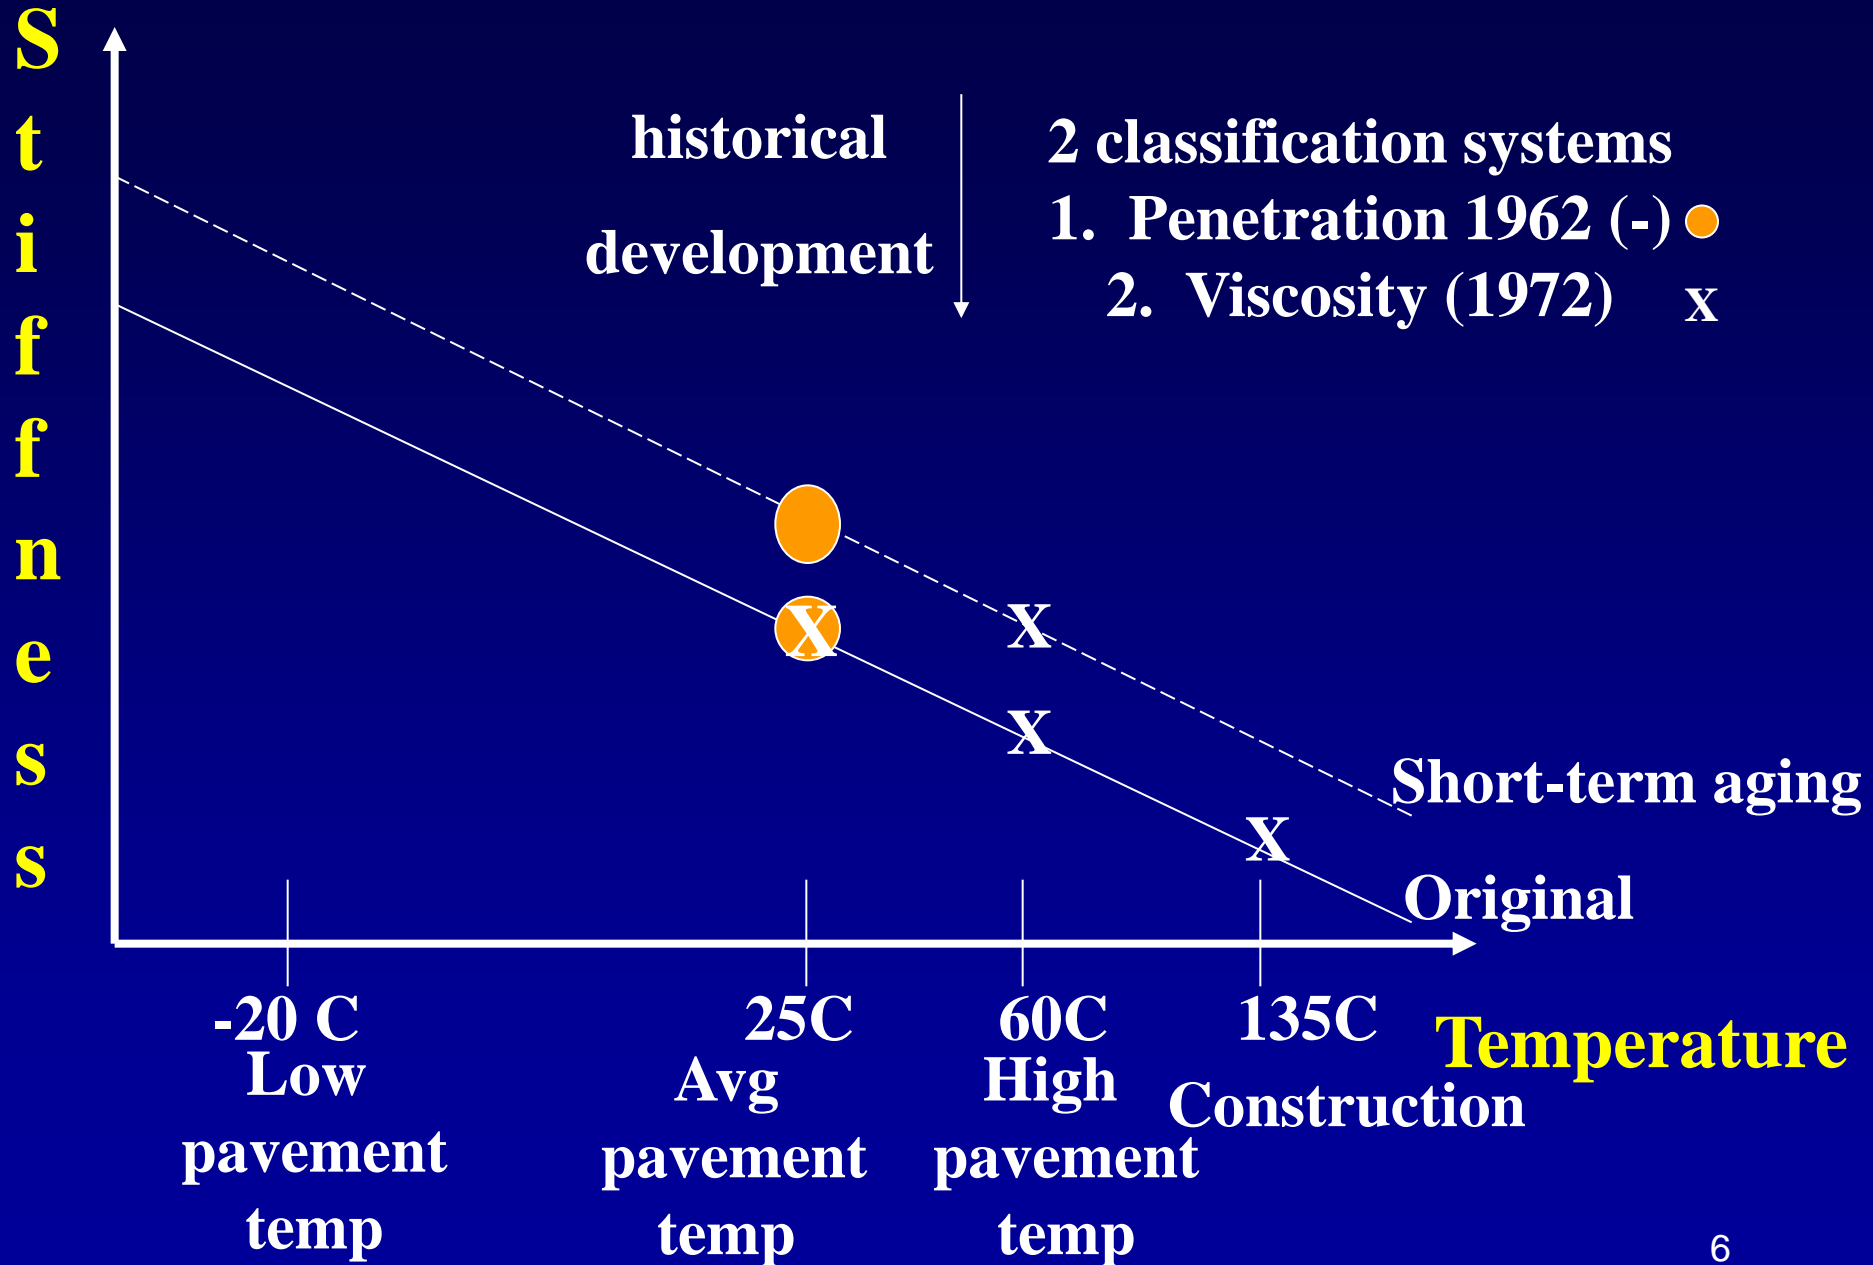 Stiffness
historical
development
2 classification systems
1. Penetration 1962 (-)
2. Viscosity (1972) x
X
X
X
X
Short-term aging
Original
-20 C
Low
pavement
temp
25C
Avg
pavement
temp
60C
High
pavement
temp
135C
Construction
Temperature
6